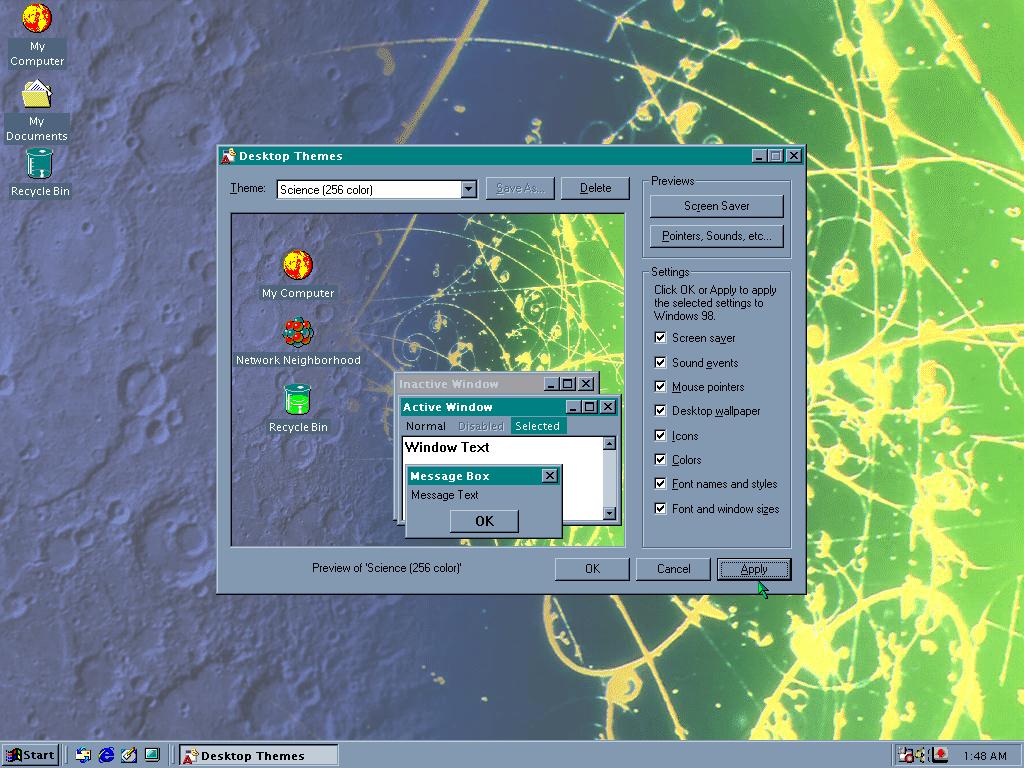 My
Computer
My
Documents
Recycle Bin
Desktop Themes
Theme:
Science (256 color)
Save As...
Delete
My Computer
Network Neighborhood
Recycle Bin
Inactive Window
Active Window
Normal Disabled Selected
Window Text
Message Box
Message Text
OK
Preview of 'Science (256 color)'
Previews
Screen Saver
Pointers, Sounds, etc...
Settings
Click OK or Apply to apply
the selected settings to
Windows 98.
Screen saver
Sound events
Mouse pointers
Desktop wallpaper
Icons
Colors
Font names and styles
Font and window sizes
OK
Cancel
Apply
Start
Desktop Themes
1:48 AM